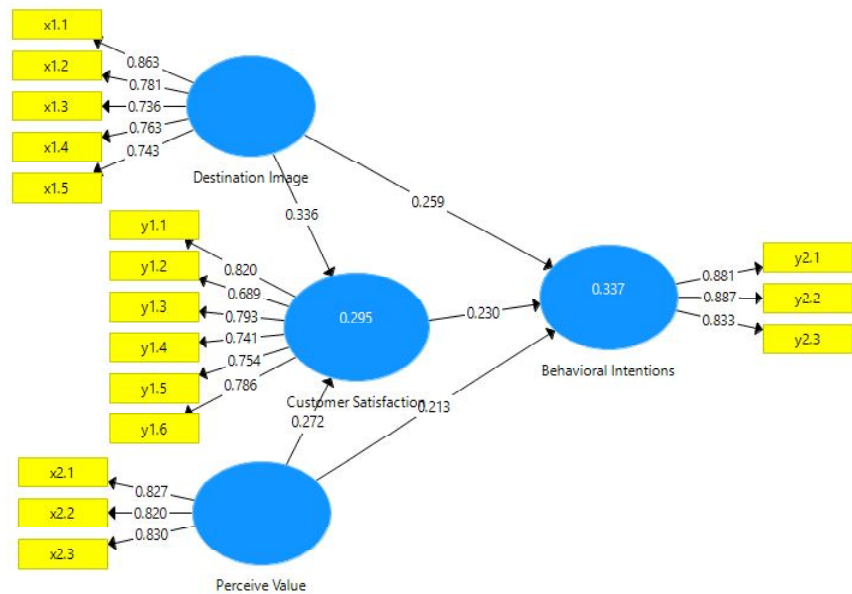 x1.1
x1.2
x1.3
x1.4
x1.5
0.863
0.781
0.736
0.763
0.743
Destination Image
0.336
0.259
y1.1
y1.2
y1.3
y1.4
y1.5
y1.6
0.820
0.689
0.793
0.741
0.754
0.786
0.295
Customer Satisfaction
0.230
0.337
Behavioral Intentions
0.881
0.887
0.833
y2.1
y2.2
y2.3
0.272
0.213
x2.1
x2.2
x2.3
0.827
0.820
0.830
Perceive Value